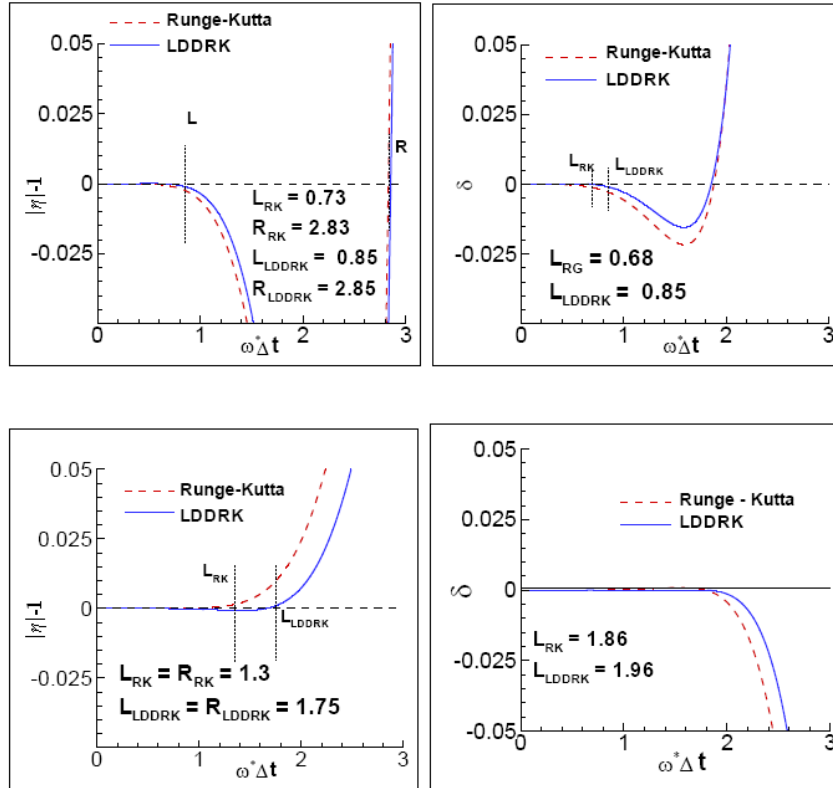 0.05
0.025
0
-0.025
|η|-1
Runge-Kutta
LDDRK
L
R
L_RK = 0.73
R_RK = 2.83
L_LDDRK = 0.85
R_LDDRK = 2.85
0 1 2 3
ω*Δt
0.05
0.025
0
-0.025
δ
Runge-Kutta
LDDRK
L_RK
L_LDDRK
L_RG = 0.68
L_LDDRK = 0.85
0 1 2 3
ω*Δt
0.05
0.025
0
-0.025
|η|-1
Runge-Kutta
LDDRK
L_RK
L_LDDRK
L_RK = R_RK = 1.3
L_LDDRK = R_LDDRK = 1.75
0 1 2 3
ω*Δt
0.05
0.025
0
-0.025
-0.05
δ
Runge - Kutta
LDDRK
L_RK = 1.86
L_LDDRK = 1.96
0 1 2 3
ω*Δt